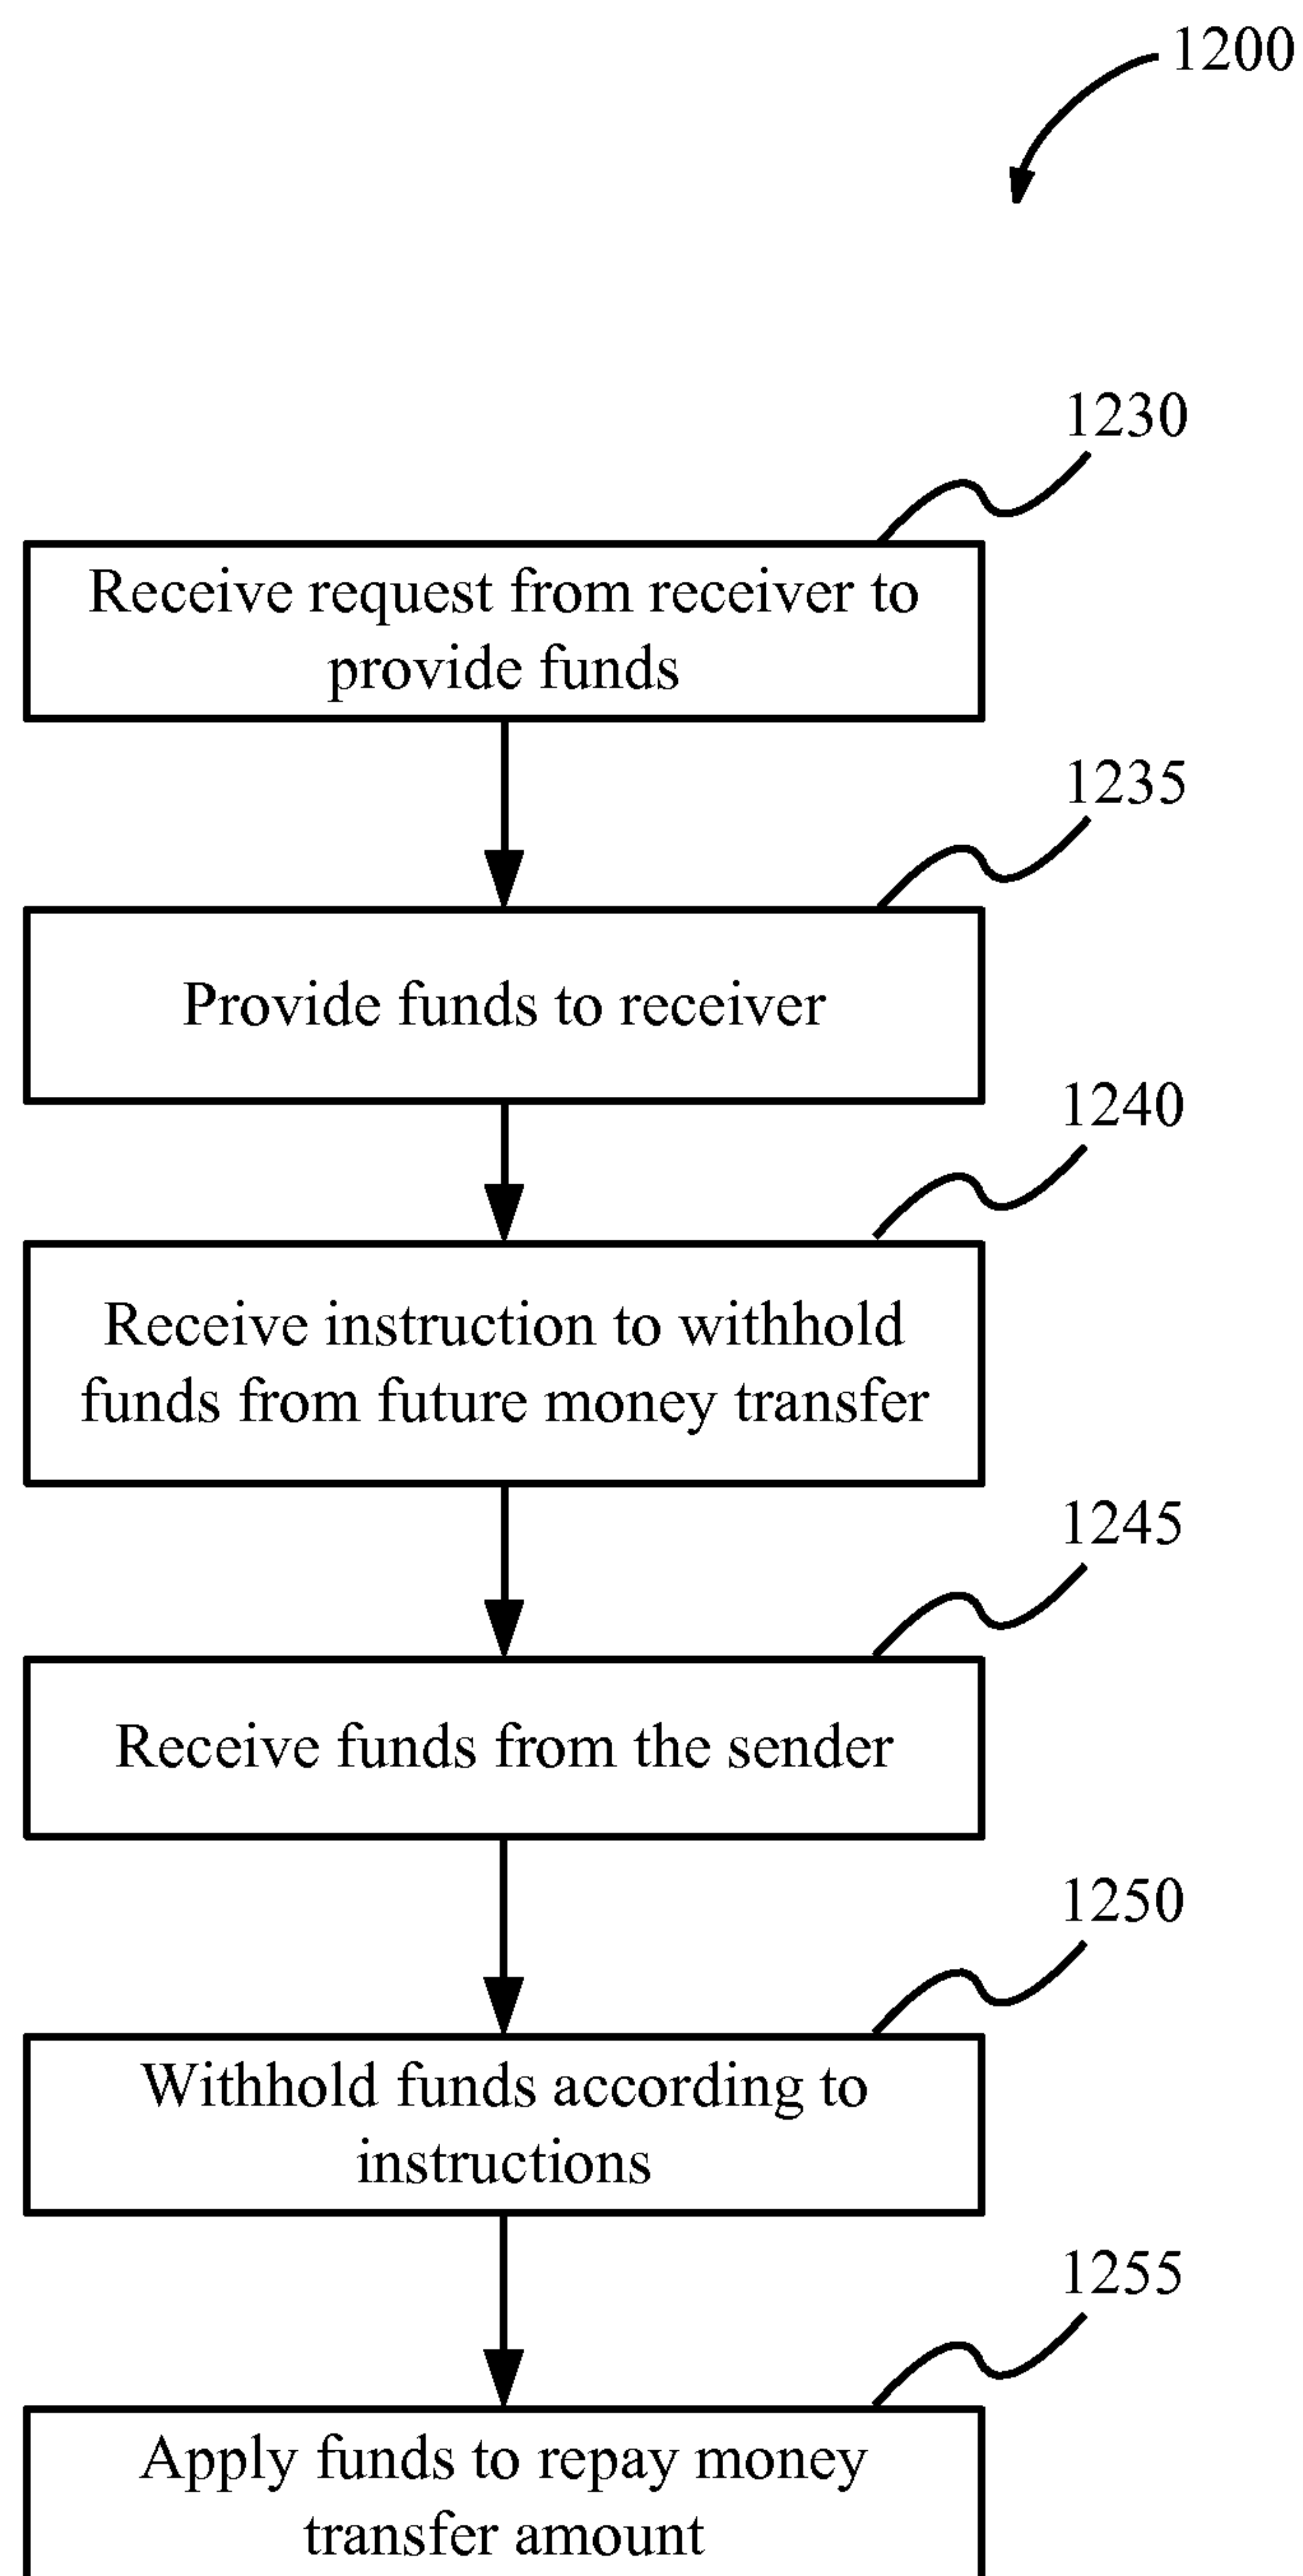 1200
1230
Receive request from receiver to
provide funds
1235
Provide funds to receiver
1240
Receive instruction to withhold
funds from future money transfer
1245
Receive funds from the sender
1250
Withhold funds according to
instructions
1255
Apply funds to repay money
transfer amount